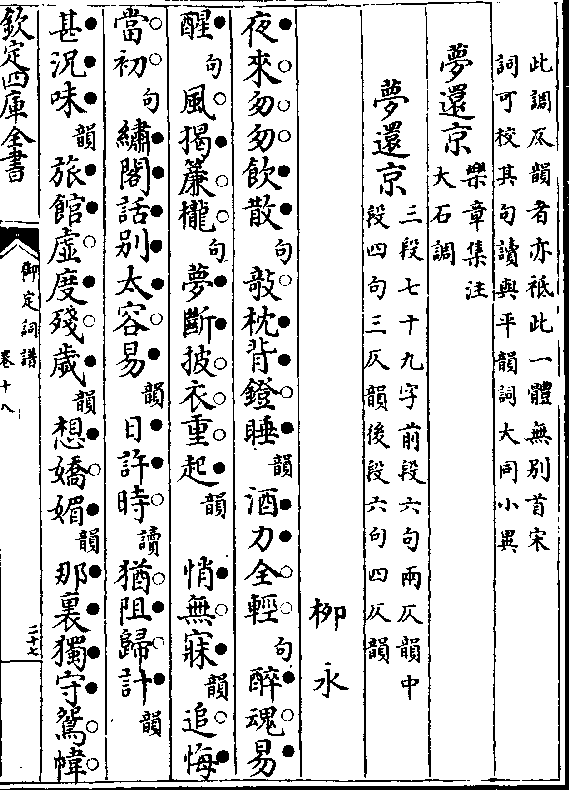 此調仄韻者亦祗此一體無別首宋
詞可校其句讀與平韻詞大同小異
夢還京
樂章集注
大石調
夢還京
三段七十九字前段六句兩仄韻中
段四句三仄韻後段六句四仄韻
柳永
夜來匆匆飲散句敧枕背鐙睡韻酒力全輕句醉魂易
醒句風揭簾櫳句夢斷披衣重起韻悄無寐韻追悔
當初句繡閣話别太容易韻日許時讀猶阻歸計韻
甚況味韻旅館虛度殘歲韻想嬌媚韻那裏獨守鴛幃
欽定四庫全書
御定詞譜
卷十八
二十七